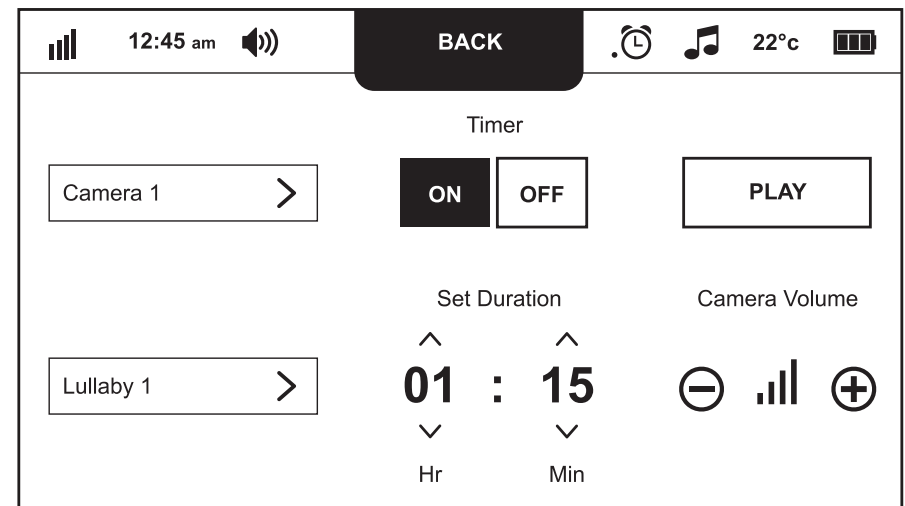 12:45 am BACK 22°c
Timer
Camera 1 ON OFF PLAY
Set Duration Camera Volume
Lullaby 1 01 : 15
Hr Min